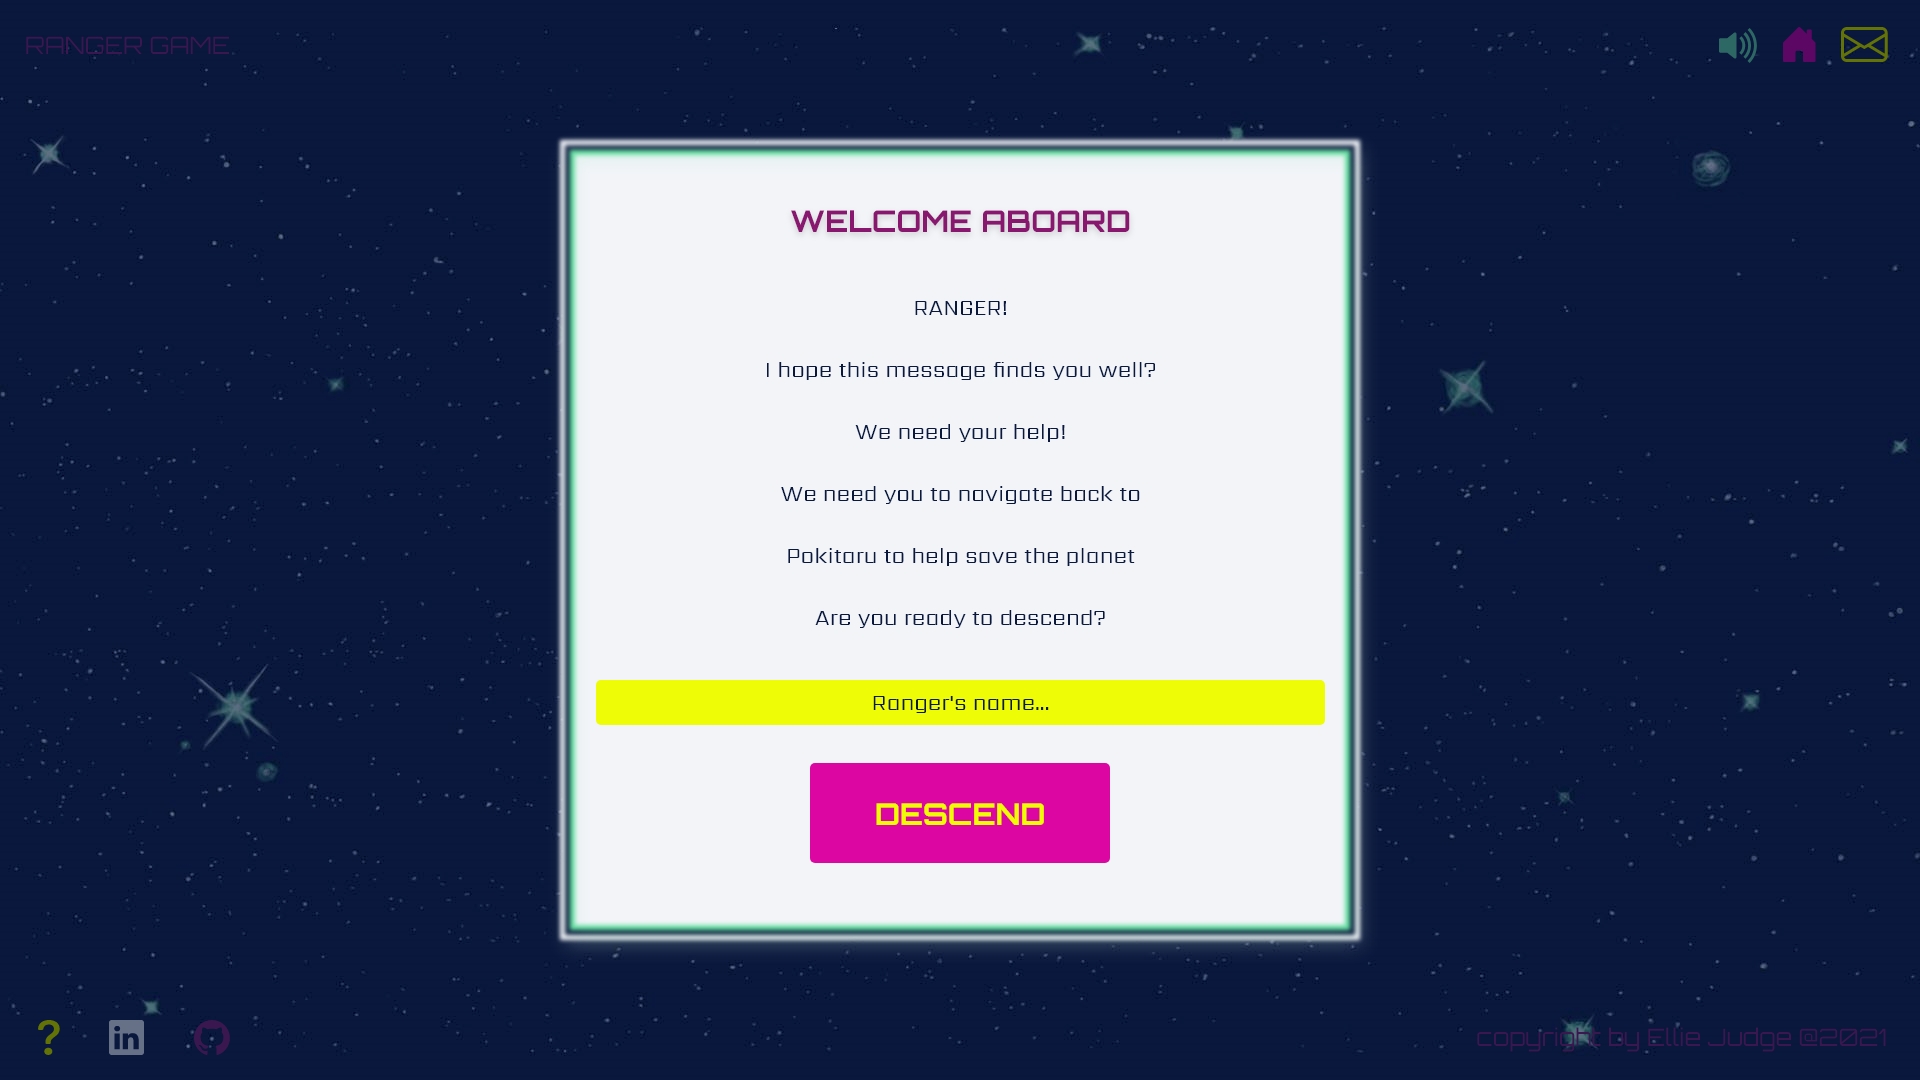 RANGER GAME.
WELCOME ABOARD
RANGER!
I hope this message finds you well?
We need your help!
We need you to navigate back to
Pokitaru to help save the planet
Are you ready to descend?
Ranger's name...
DESCEND
?
in
copyright by Ellie Judge @2021